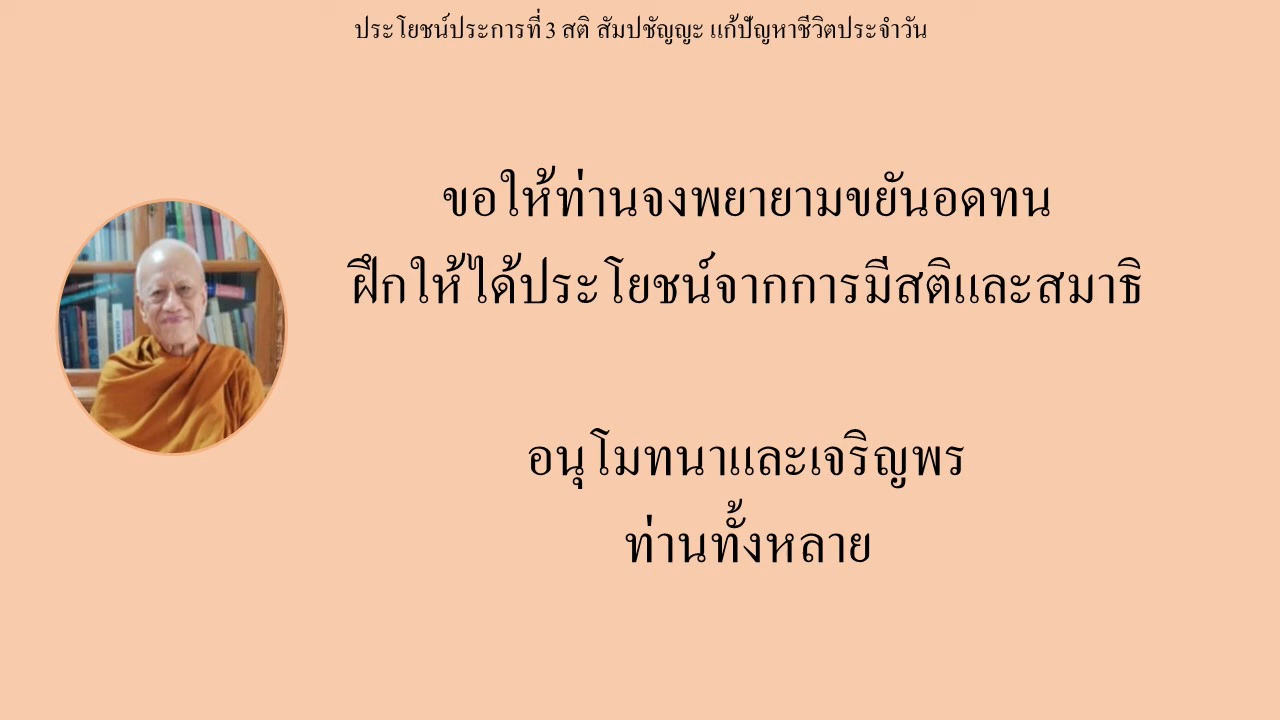 ประโยชน์ประการที่ 3 สติ สัมปชัญญะ แก้ปัญหาชีวิตประจำวัน
ขอให้ท่านจงพยายามขยันอดทน
ฝึกให้ได้ประโยชน์จากการมีสติและสมาธิ
อนุโมทนาและเจริญพร
ท่านทั้งหลาย